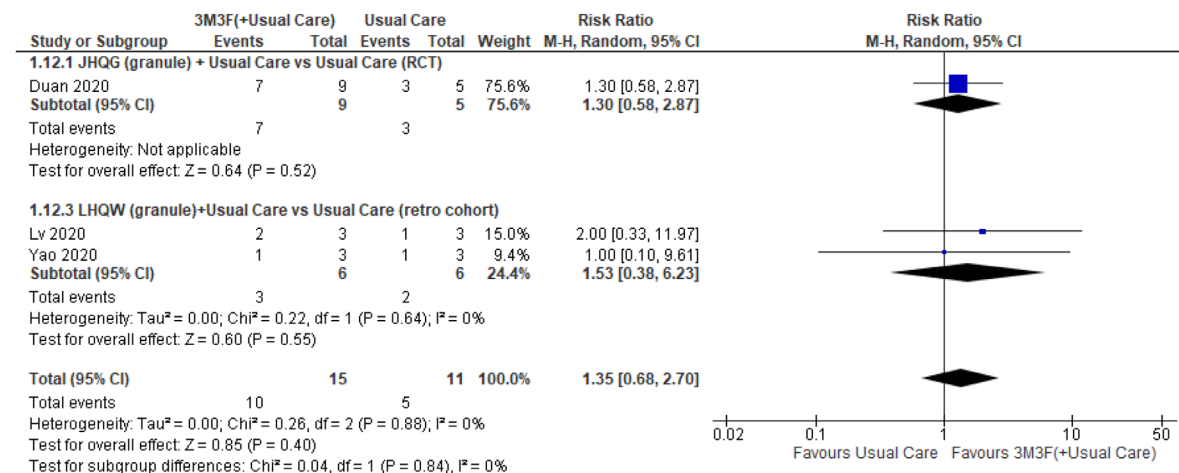 3M3F(+Usual Care) Usual Care Risk Ratio Risk Ratio
Study or Subgroup Events Total Events Total Weight M-H, Random, 95% CI M-H, Random, 95% CI
1.12.1 JHQG (granule) + Usual Care vs Usual Care (RCT)
Duan 2020 7 9 3 5 75.6% 1.30 [0.58, 2.87]
Subtotal (95% CI) 9 5 75.6% 1.30 [0.58, 2.87]
Total events 7 3
Heterogeneity: Not applicable
Test for overall effect: Z = 0.64 (P = 0.52)
1.12.3 LHQW (granule)+Usual Care vs Usual Care (retro cohort)
Lv 2020 2 3 1 3 15.0% 2.00 [0.33, 11.97]
Yao 2020 1 3 1 3 9.4% 1.00 [0.10, 9.61]
Subtotal (95% CI) 6 6 24.4% 1.53 [0.38, 6.23]
Total events 3 2
Heterogeneity: Tau² = 0.00; Chi² = 0.22, df = 1 (P = 0.64); I² = 0%
Test for overall effect: Z = 0.60 (P = 0.55)
Total (95% CI) 15 11 100.0% 1.35 [0.68, 2.70]
Total events 10 5
Heterogeneity: Tau² = 0.00; Chi² = 0.26, df = 2 (P = 0.88); I² = 0%
Test for overall effect: Z = 0.85 (P = 0.40)
Test for subgroup differences: Chi² = 0.04, df = 1 (P = 0.84), I² = 0%
0.02 0.1 1 10 50
Favours Usual Care Favours 3M3F(+Usual Care)